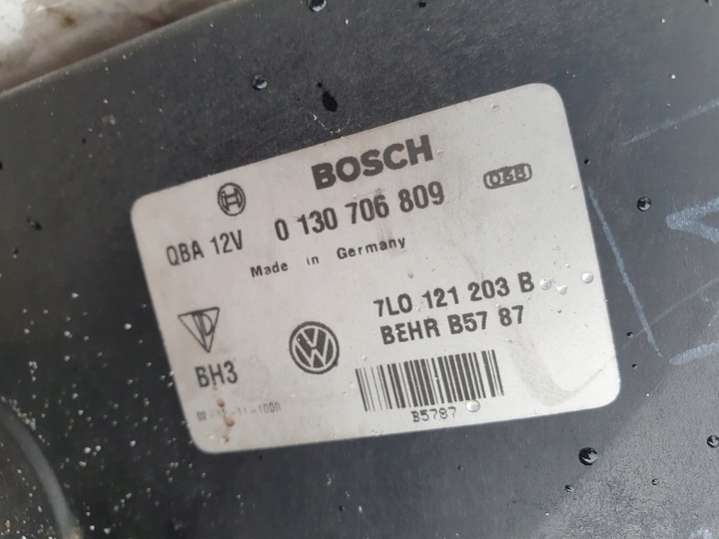 BOSCH
QBA 12V 0 130 706 809
Made in Germany
7L0 121 203 B
BEHR B57 87
BH3
B5787